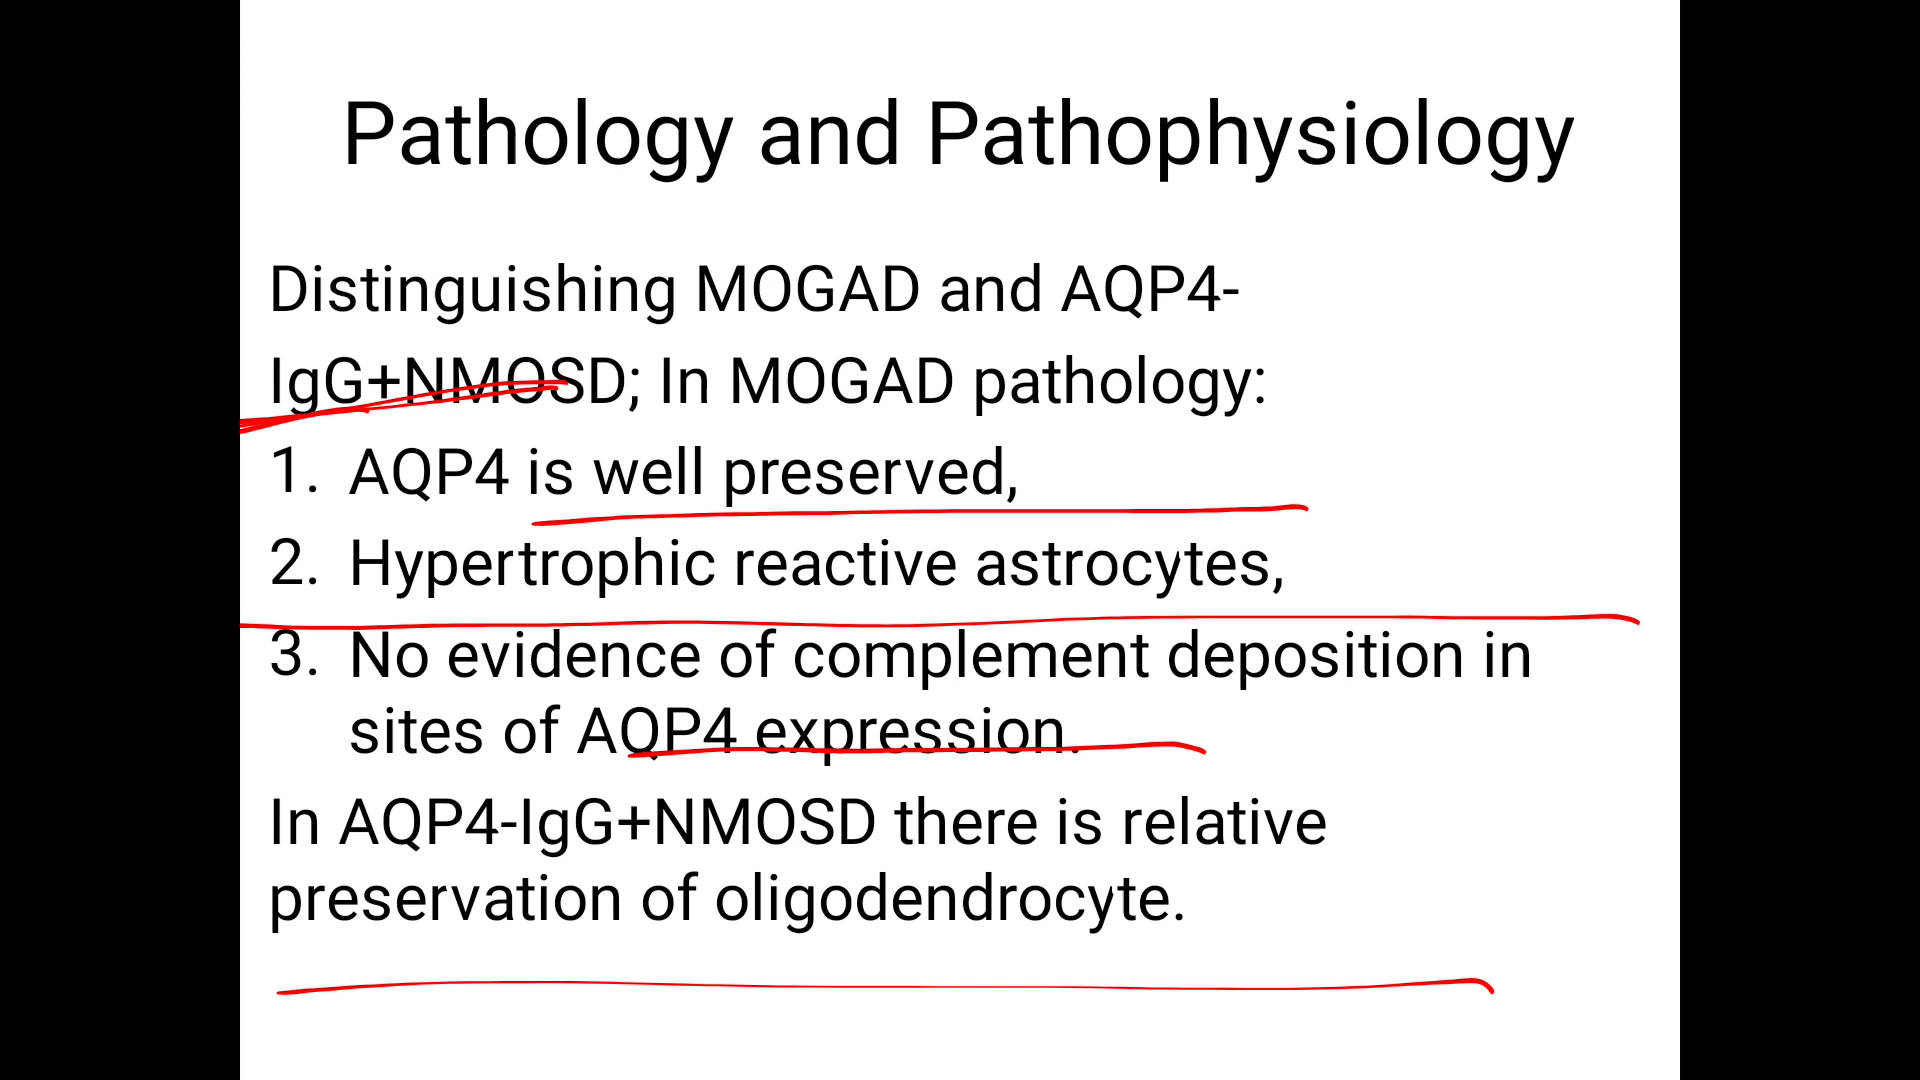 Pathology and Pathophysiology
Distinguishing MOGAD and AQP4-
IgG+NMOSD; In MOGAD pathology:
1. AQP4 is well preserved,
2. Hypertrophic reactive astrocytes,
3. No evidence of complement deposition in
sites of AQP4 expression.
In AQP4-IgG+NMOSD there is relative
preservation of oligodendrocyte.